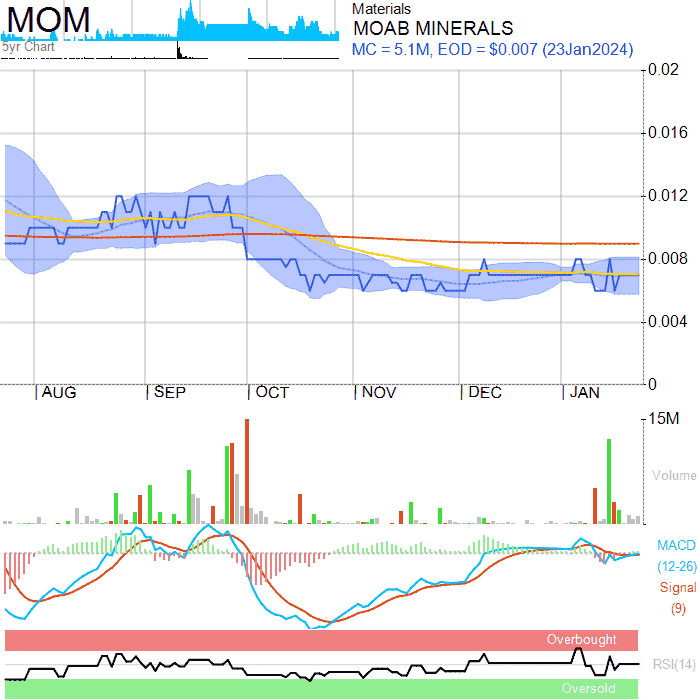 MOM
5yr Chart
Materials
MOAB MINERALS
MC = 5.1M, EOD = $0.007 (23Jan2024)
0.02
0.016
0.012
0.008
0.004
0
AUG SEP OCT NOV DEC JAN
15M
Volume
MACD
(12-26)
Signal
(9)
Overbought
RSI(14)
Oversold